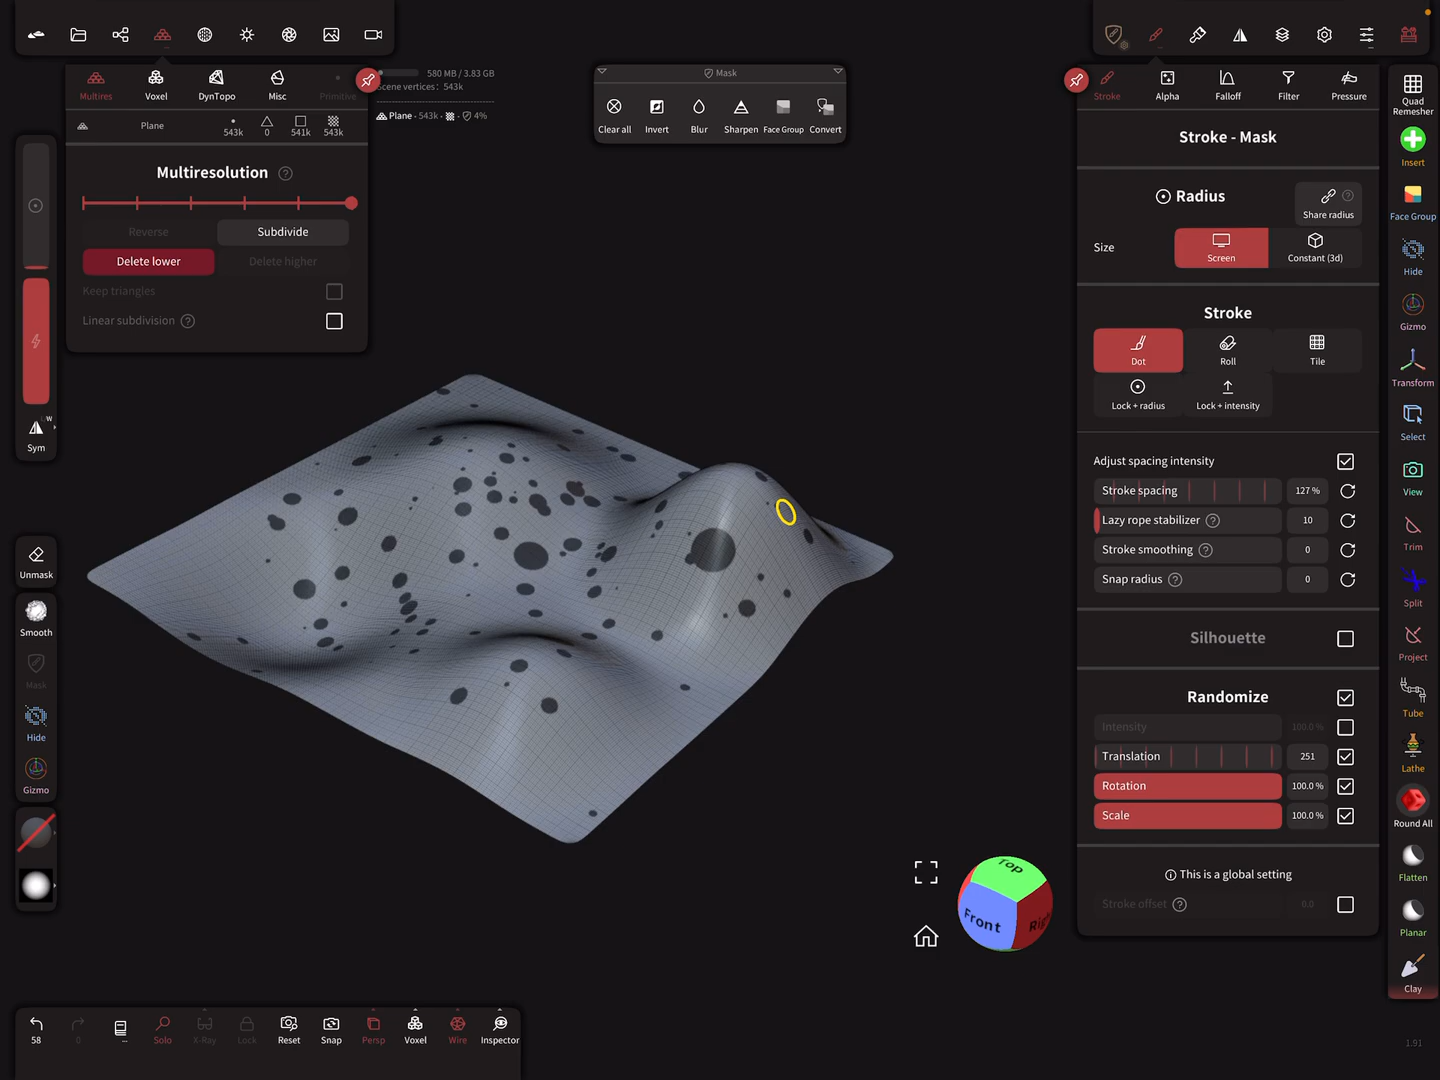 580 MB / 3.83 GB
Scene vertices: 543k
Plane · 543k · 4%
Multires
Voxel
DynTopo
Misc
Primitive
Plane
543k
0
541k
543k
Multiresolution
Reverse
Subdivide
Delete lower
Delete higher
Keep triangles
Linear subdivision
Mask
Clear all
Invert
Blur
Sharpen
Face Group
Convert
W
Sym
Unmask
Smooth
Mask
Hide
Gizmo
Stroke
Alpha
Falloff
Filter
Pressure
Stroke - Mask
Radius
Share radius
Size
Screen
Constant (3d)
Stroke
Dot
Roll
Tile
Lock + radius
Lock + intensity
Adjust spacing intensity
Stroke spacing 127 %
Lazy rope stabilizer 10
Stroke smoothing 0
Snap radius 0
Silhouette
Randomize
Intensity 100.0 %
Translation 251
Rotation 100.0 %
Scale 100.0 %
This is a global setting
Stroke offset 0.0
Quad
Remesher
Insert
Face Group
Hide
Gizmo
Transform
Select
View
Trim
Split
Project
Tube
Lathe
Round All
Flatten
Planar
Clay
Top
Front
Righ
58
0
...
Solo
X-Ray
Lock
Reset
Snap
Persp
Voxel
Wire
Inspector
1.91